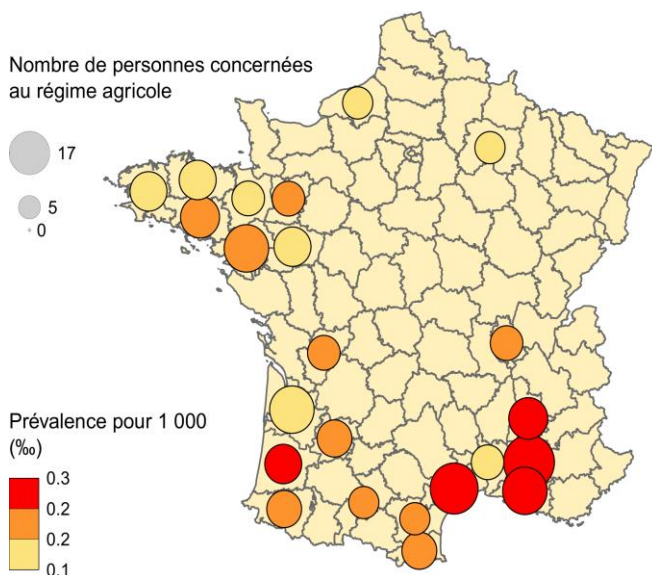 Nombre de personnes concernées
au régime agricole
17
5
0
Prévalence pour 1 000
(‰)
0.3
0.2
0.2
0.1